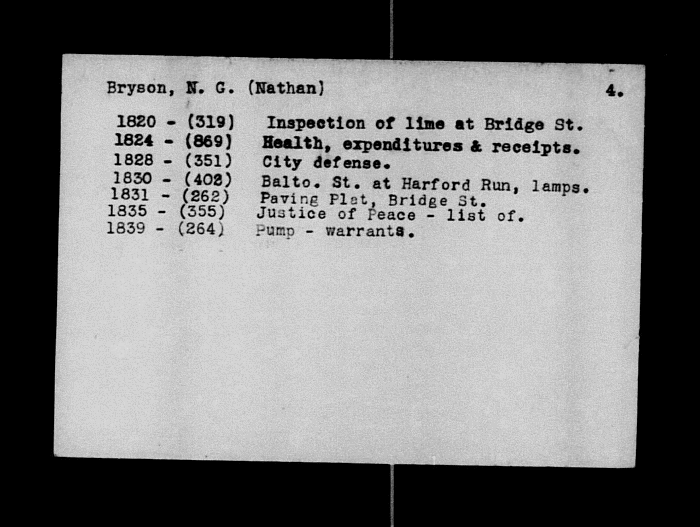 Bryson, N. G. (Nathan) 4.
1820 - (319) Inspection of lime at Bridge St.
1824 - (869) Health, expenditures & receipts.
1828 - (351) City defense.
1830 - (402) Balto. St. at Harford Run, lamps.
1831 - (262) Paving Plat, Bridge St.
1835 - (355) Justice of Peace - list of.
1839 - (264) Pump - warrants.